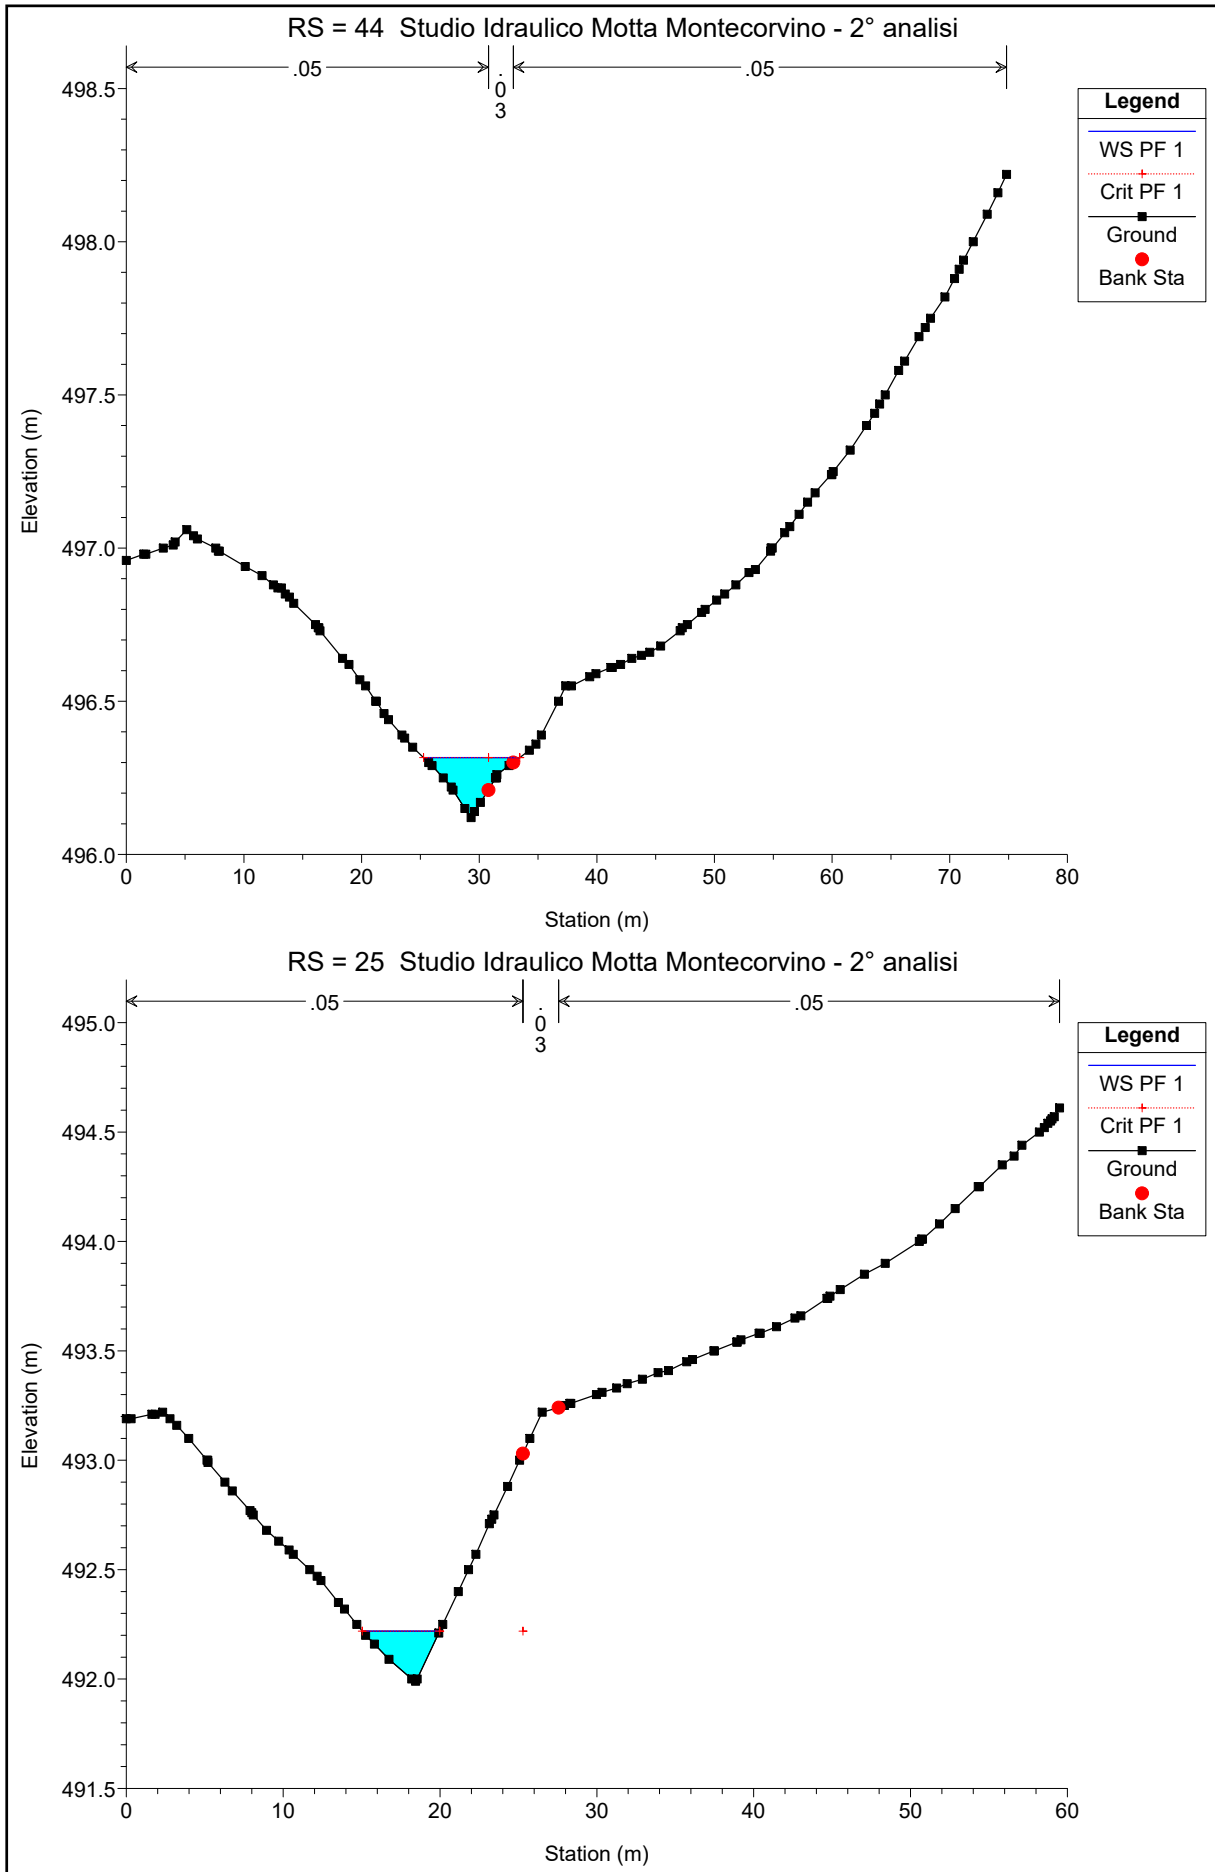 RS = 44  Studio Idraulico Motta Montecorvino - 2° analisi
.05
.03
.05
498.5
498.0
497.5
497.0
496.5
496.0
Elevation (m)
0 10 20 30 40 50 60 70 80
Station (m)
Legend
WS PF 1
Crit PF 1
Ground
Bank Sta
RS = 25  Studio Idraulico Motta Montecorvino - 2° analisi
.05
.03
.05
495.0
494.5
494.0
493.5
493.0
492.5
492.0
491.5
Elevation (m)
0 10 20 30 40 50 60
Station (m)
Legend
WS PF 1
Crit PF 1
Ground
Bank Sta